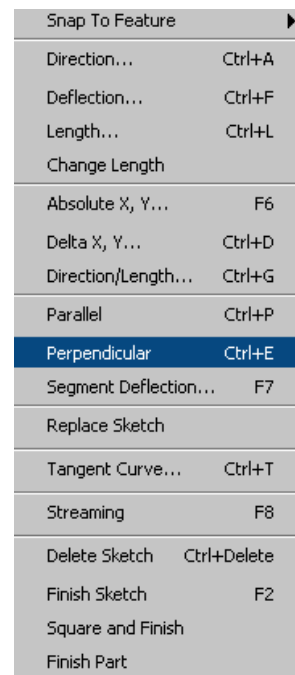 Snap To Feature
Direction... Ctrl+A
Deflection... Ctrl+F
Length... Ctrl+L
Change Length
Absolute X, Y... F6
Delta X, Y... Ctrl+D
Direction/Length... Ctrl+G
Parallel Ctrl+P
Perpendicular Ctrl+E
Segment Deflection... F7
Replace Sketch
Tangent Curve... Ctrl+T
Streaming F8
Delete Sketch Ctrl+Delete
Finish Sketch F2
Square and Finish
Finish Part